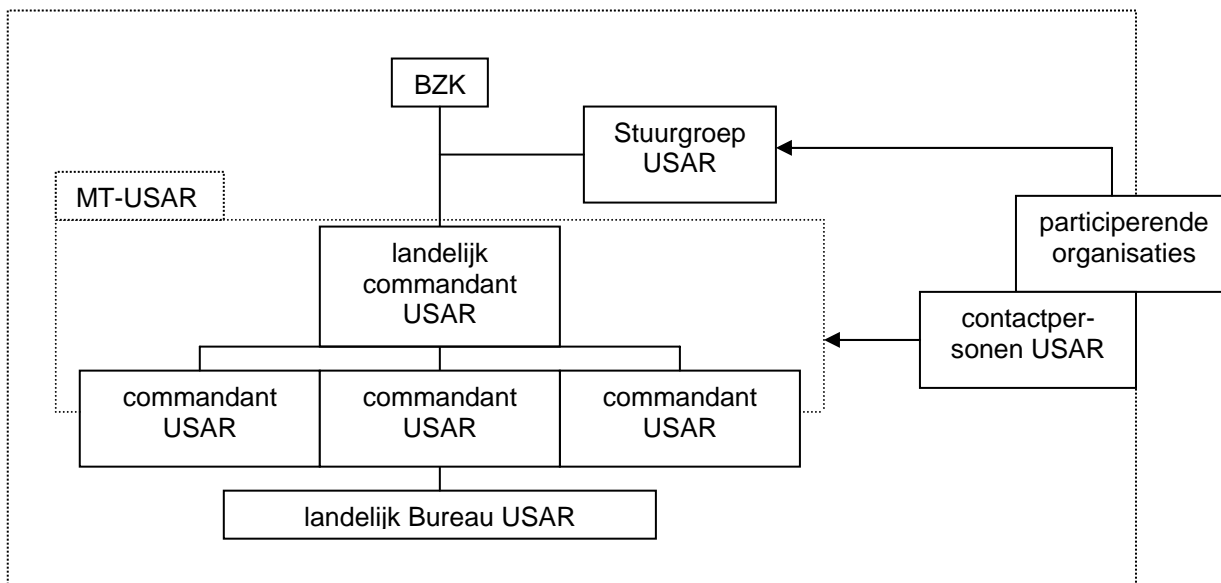 BZK
Stuurgroep
USAR
MT-USAR
participerende
organisaties
landelijk
commandant
USAR
contactper-
sonen USAR
commandant
USAR
commandant
USAR
commandant
USAR
landelijk Bureau USAR